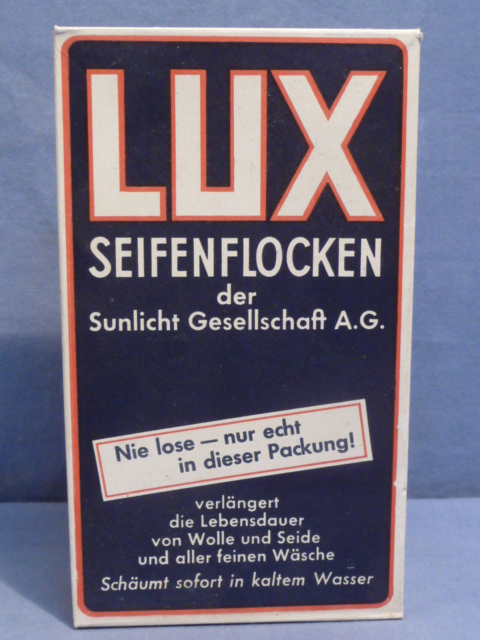 LUX
SEIFENFLOCKEN
der
Sunlicht Gesellschaft A.G.
Nie lose — nur echt
in dieser Packung!
verlängert
die Lebensdauer
von Wolle und Seide
und aller feinen Wäsche
Schäumt sofort in kaltem Wasser